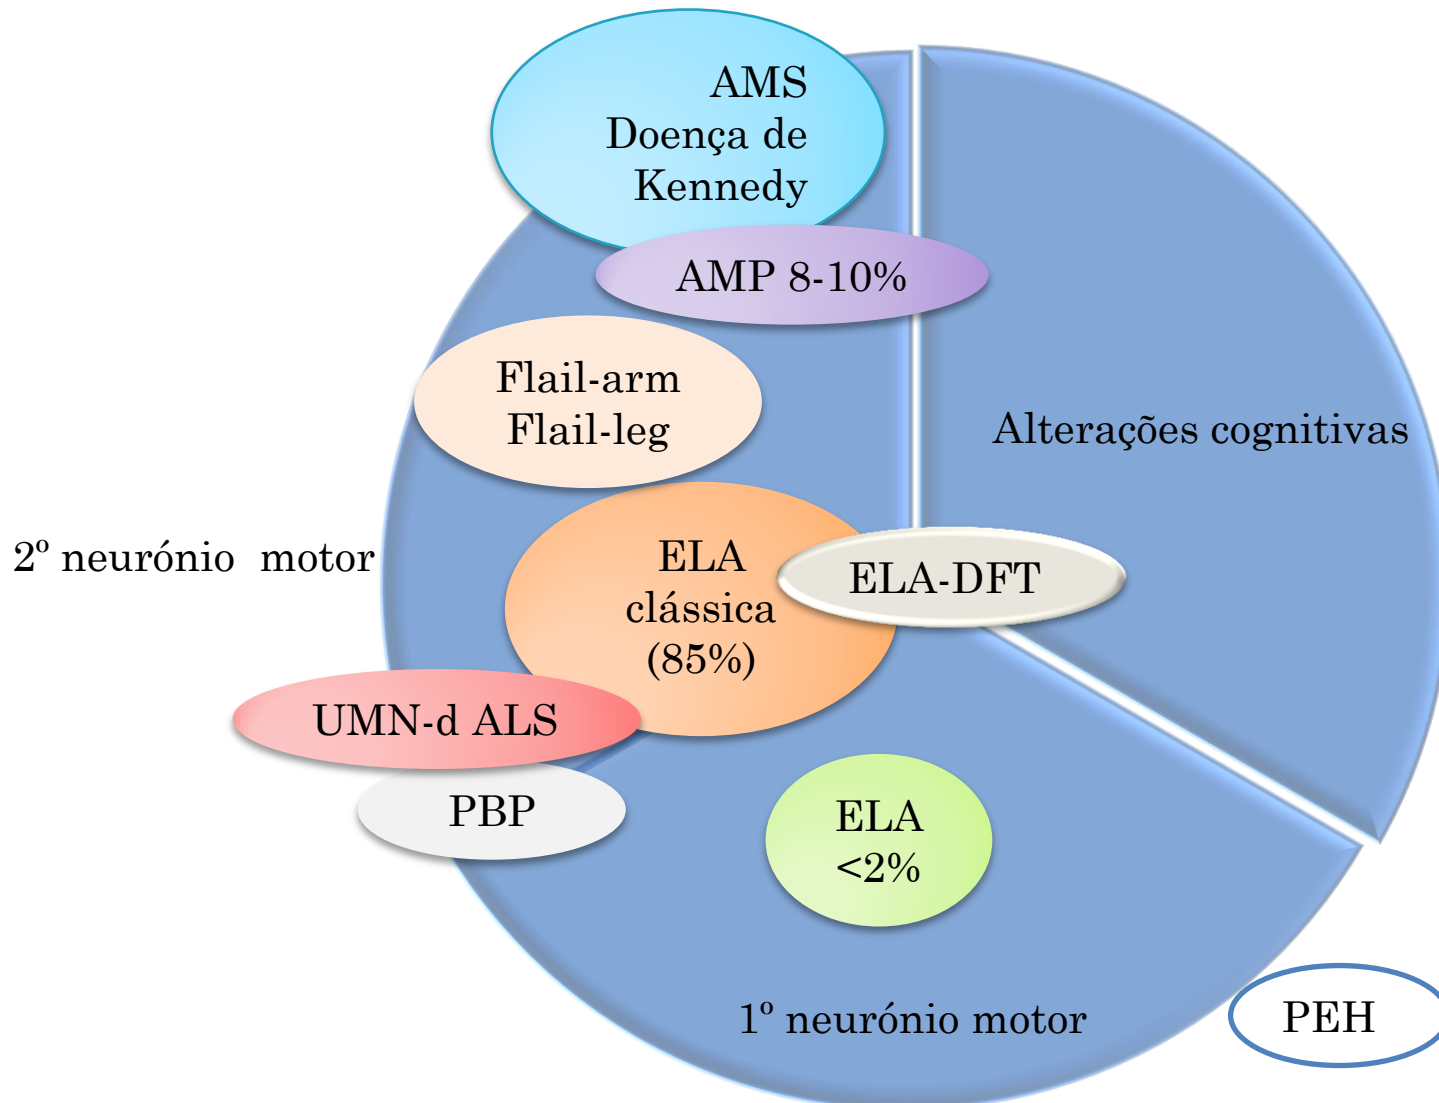 AMS
Doença de
Kennedy
AMP 8-10%
Flail-arm
Flail-leg
Alterações cognitivas
2º neurónio  motor
ELA
clássica
(85%)
ELA-DFT
UMN-d ALS
PBP
ELA
<2%
1º neurónio motor
PEH